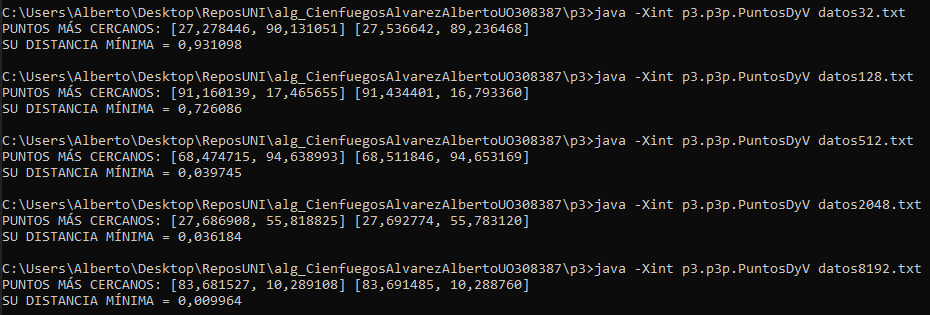 C:\Users\Alberto\Desktop\ReposUNI\alg_CienfuegosAlvarezAlbertoUO308387\p3>java -Xint p3.p3p.PuntosDyV datos32.txt
PUNTOS MÁS CERCANOS: [27,278446, 90,131051] [27,536642, 89,236468]
SU DISTANCIA MÍNIMA = 0,931098
C:\Users\Alberto\Desktop\ReposUNI\alg_CienfuegosAlvarezAlbertoUO308387\p3>java -Xint p3.p3p.PuntosDyV datos128.txt
PUNTOS MÁS CERCANOS: [91,160139, 17,465655] [91,434401, 16,793360]
SU DISTANCIA MÍNIMA = 0,726086
C:\Users\Alberto\Desktop\ReposUNI\alg_CienfuegosAlvarezAlbertoUO308387\p3>java -Xint p3.p3p.PuntosDyV datos512.txt
PUNTOS MÁS CERCANOS: [68,474715, 94,638993] [68,511846, 94,653169]
SU DISTANCIA MÍNIMA = 0,039745
C:\Users\Alberto\Desktop\ReposUNI\alg_CienfuegosAlvarezAlbertoUO308387\p3>java -Xint p3.p3p.PuntosDyV datos2048.txt
PUNTOS MÁS CERCANOS: [27,686908, 55,818825] [27,692774, 55,783120]
SU DISTANCIA MÍNIMA = 0,036184
C:\Users\Alberto\Desktop\ReposUNI\alg_CienfuegosAlvarezAlbertoUO308387\p3>java -Xint p3.p3p.PuntosDyV datos8192.txt
PUNTOS MÁS CERCANOS: [83,681527, 10,289108] [83,691485, 10,288760]
SU DISTANCIA MÍNIMA = 0,009964